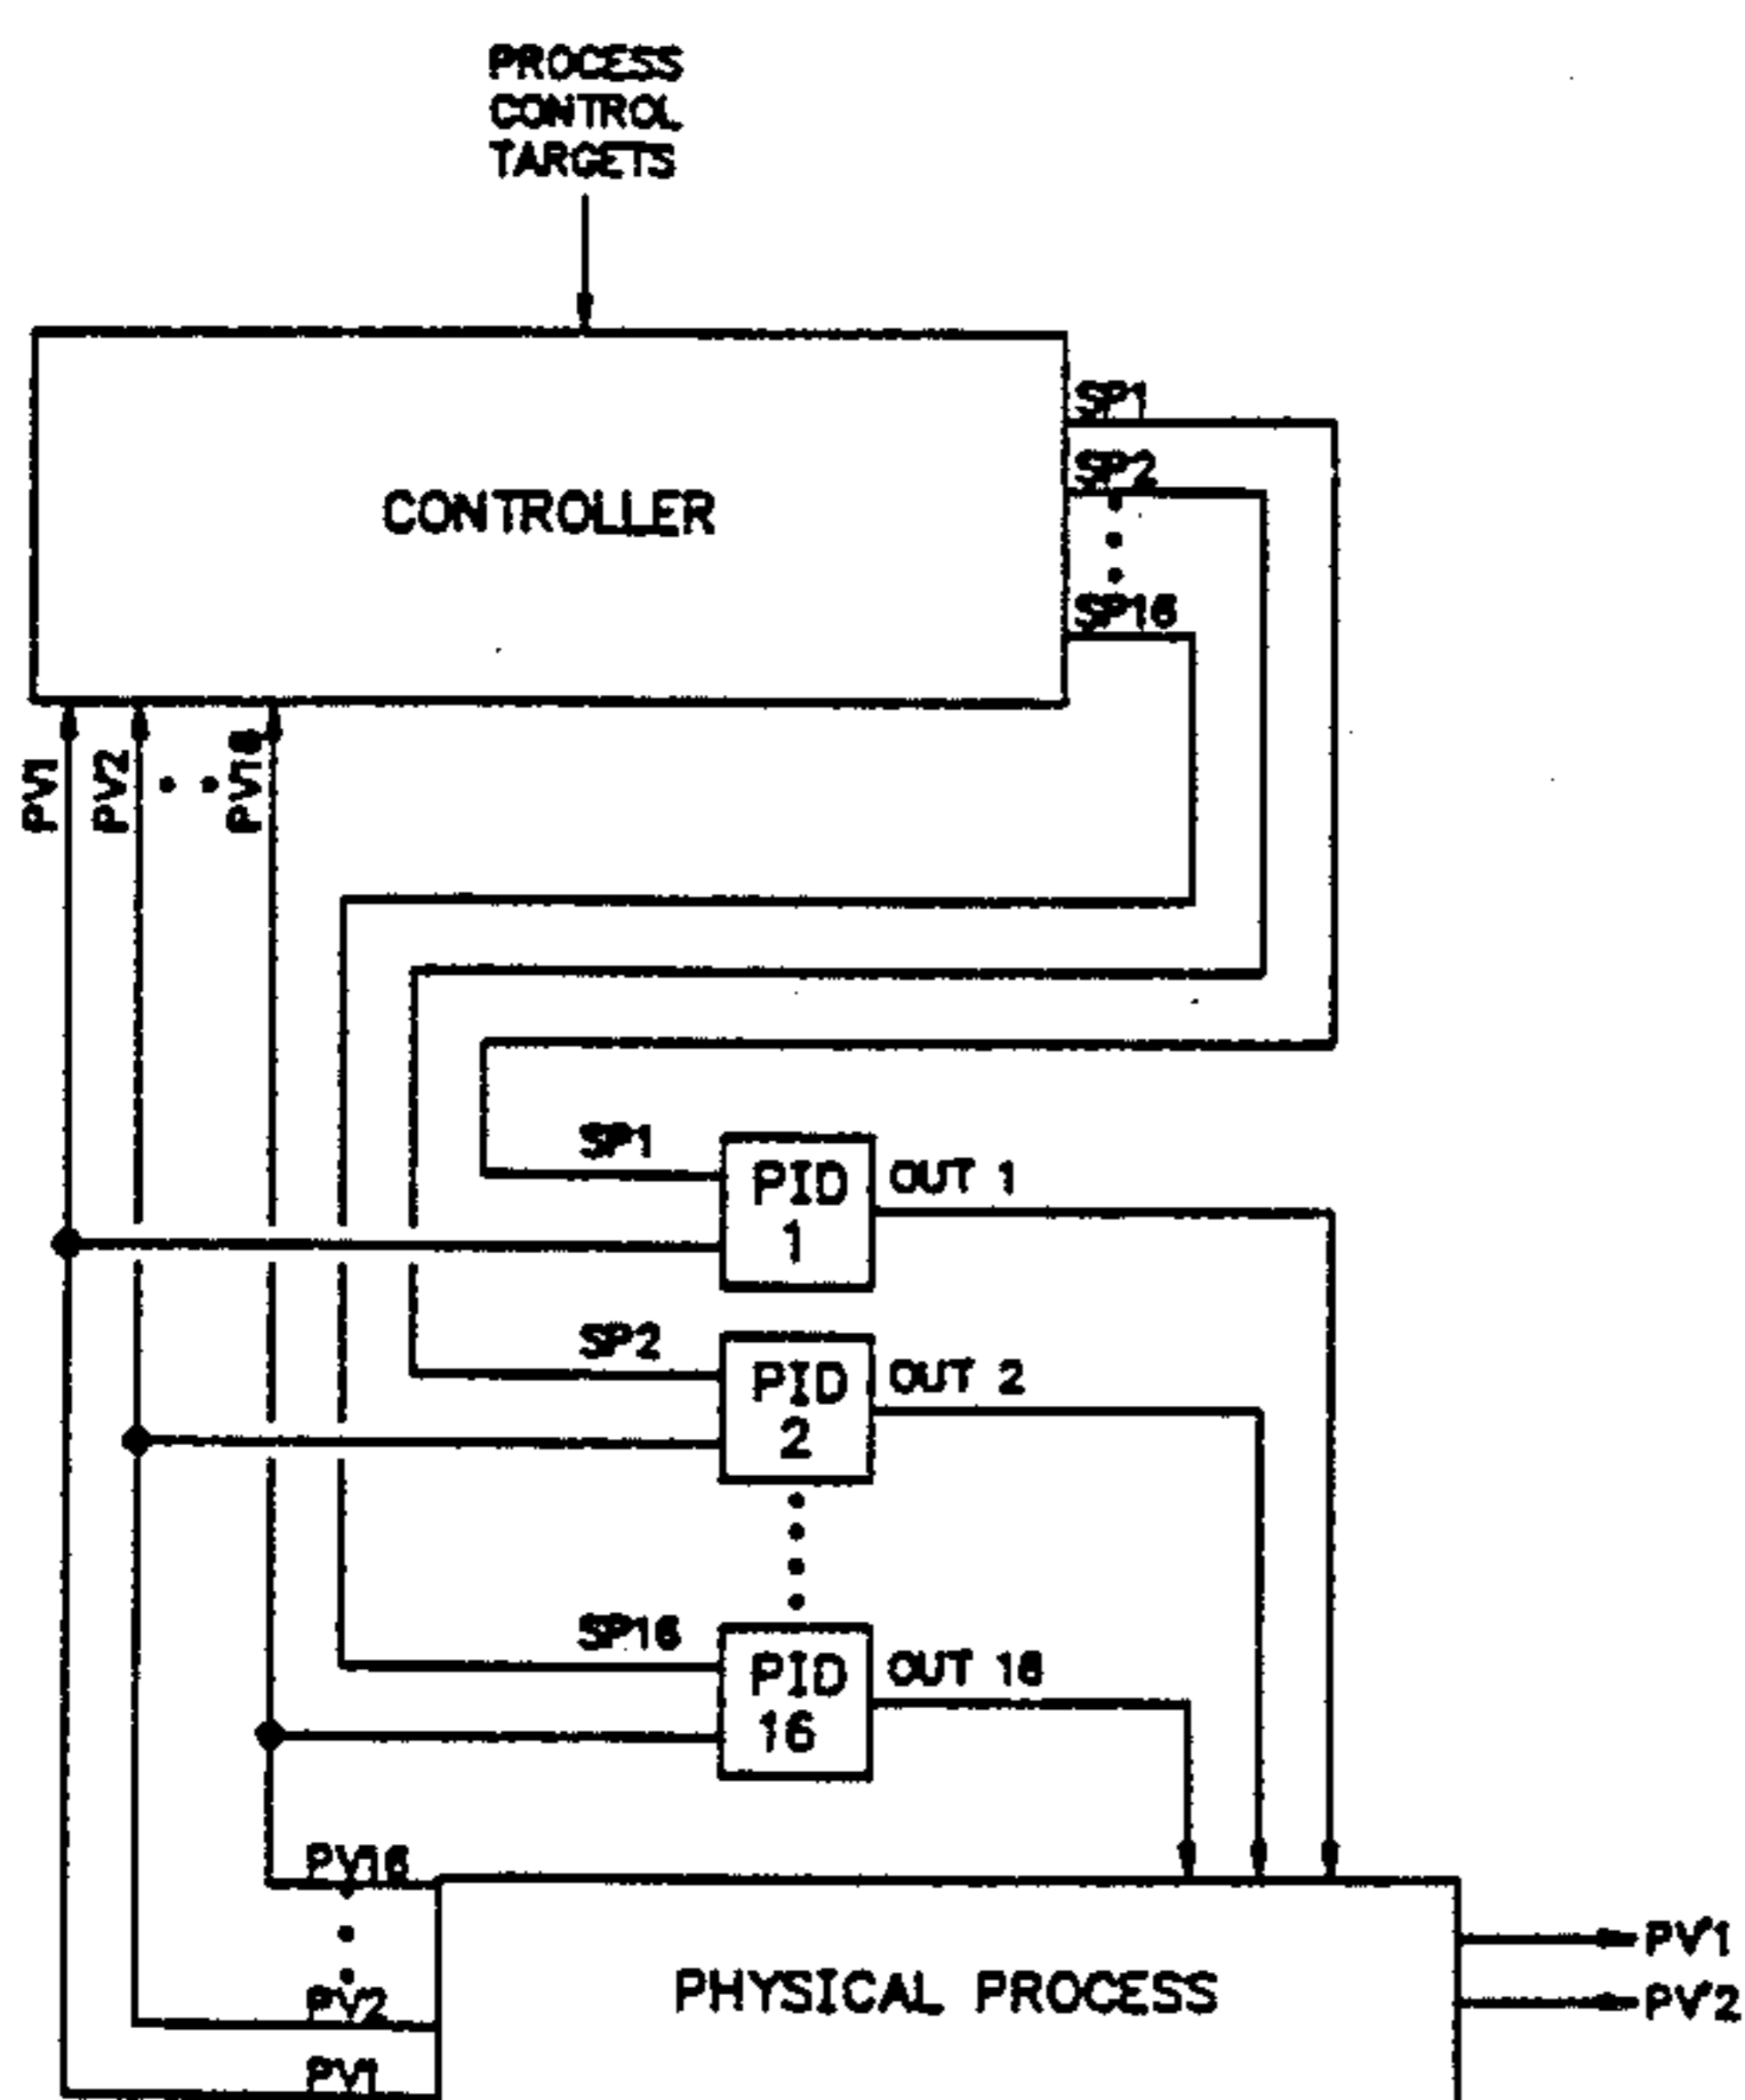 PROCESS
CONTROL
TARGETS
SP1
SP2
CONTROLLER
SP16
PV1
PV2
PV16
SP1
PID
1
OUT 1
SP2
PID
2
OUT 2
SP16
PID
16
OUT 16
PV16
PV2
PV1
PHYSICAL PROCESS
PV'1
PV'2